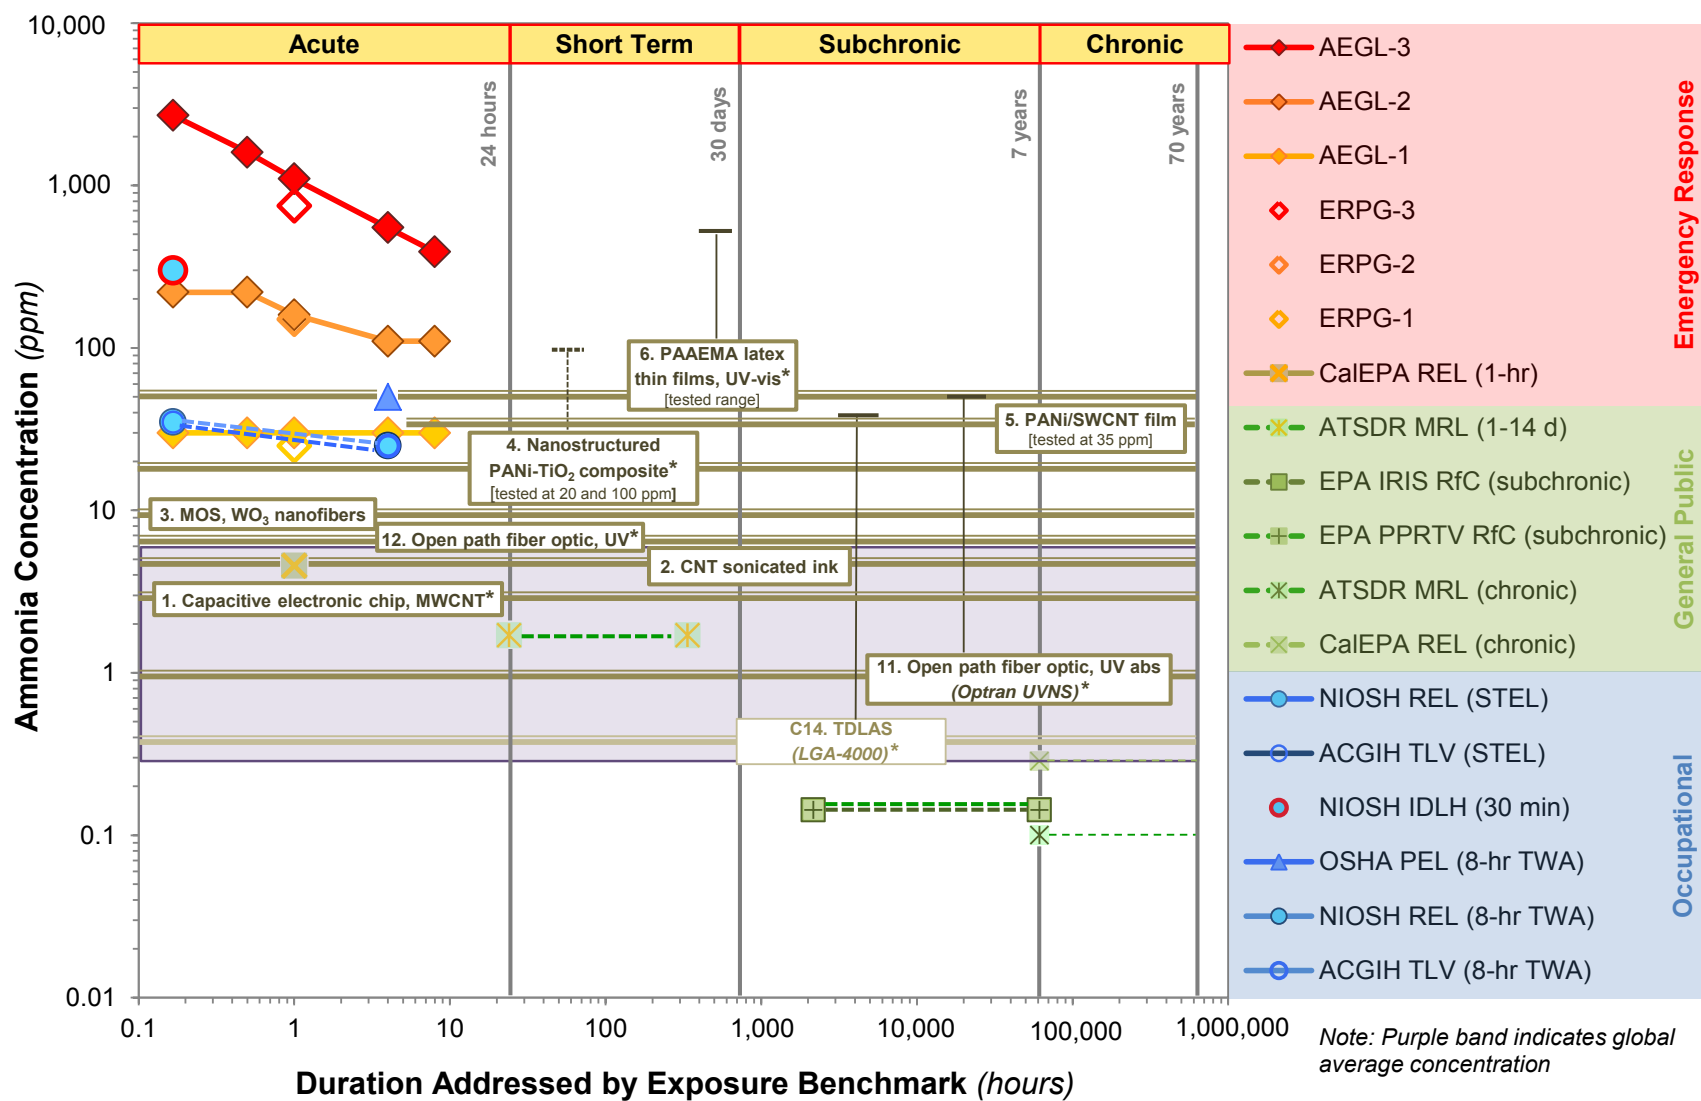 10,000
1,000
100
10
1
0.1
0.01
Ammonia Concentration (ppm)
Acute
Short Term
Subchronic
Chronic
24 hours
30 days
7 years
70 years
6. PAAEMA latex
thin films, UV-vis*
[tested range]
5. PANi/SWCNT film
[tested at 35 ppm]
4. Nanostructured
PANi-TiO2 composite*
[tested at 20 and 100 ppm]
3. MOS, WO3 nanofibers
12. Open path fiber optic, UV*
2. CNT sonicated ink
1. Capacitive electronic chip, MWCNT*
11. Open path fiber optic, UV abs
(Optran UVNS)*
C14. TDLAS
(LGA-4000)*
0.1
1
10
100
1,000
10,000
100,000
1,000,000
Duration Addressed by Exposure Benchmark (hours)
AEGL-3
AEGL-2
AEGL-1
ERPG-3
ERPG-2
ERPG-1
CalEPA REL (1-hr)
Emergency Response
ATSDR MRL (1-14 d)
EPA IRIS RfC (subchronic)
EPA PPRTV RfC (subchronic)
ATSDR MRL (chronic)
CalEPA REL (chronic)
General Public
NIOSH REL (STEL)
ACGIH TLV (STEL)
NIOSH IDLH (30 min)
OSHA PEL (8-hr TWA)
NIOSH REL (8-hr TWA)
ACGIH TLV (8-hr TWA)
Occupational
Note: Purple band indicates global
average concentration